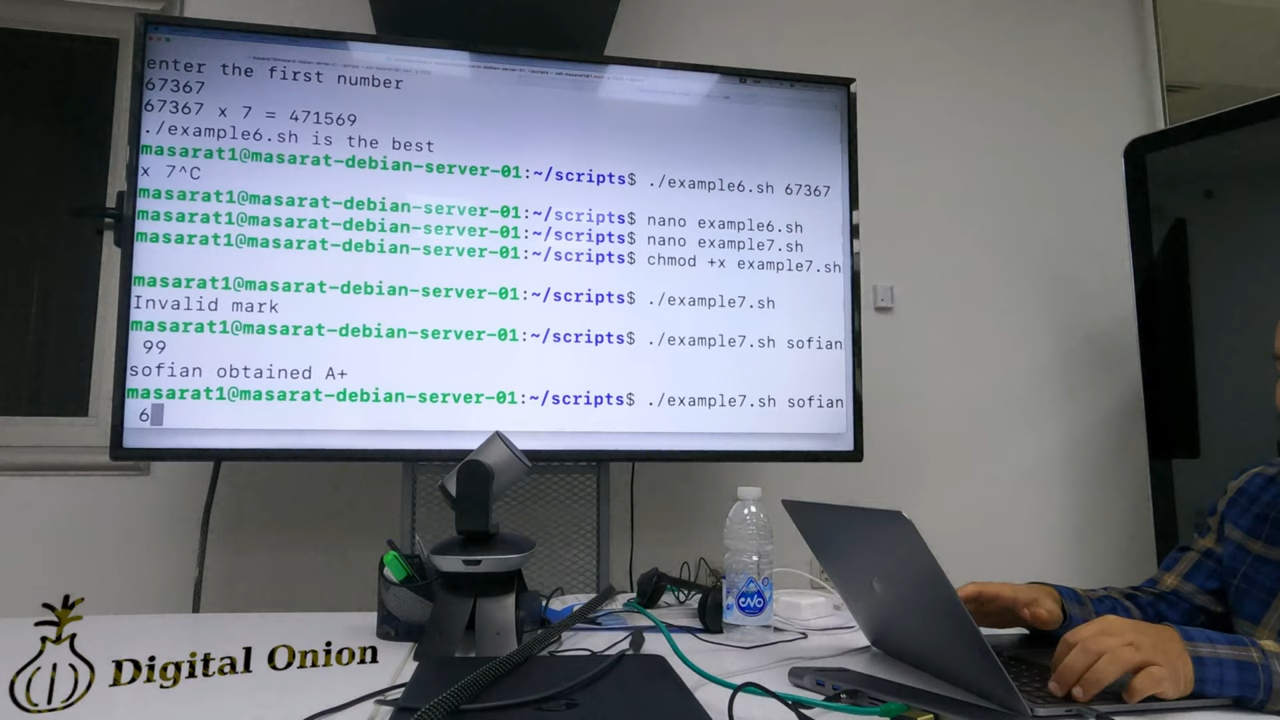 enter the first number
67367
67367 x 7 = 471569
./example6.sh is the best
masarat1@masarat-debian-server-01:~/scripts$ ./example6.sh 67367
x 7^C
masarat1@masarat-debian-server-01:~/scripts$ nano example6.sh
masarat1@masarat-debian-server-01:~/scripts$ nano example7.sh
masarat1@masarat-debian-server-01:~/scripts$ chmod +x example7.sh
masarat1@masarat-debian-server-01:~/scripts$ ./example7.sh
Invalid mark
masarat1@masarat-debian-server-01:~/scripts$ ./example7.sh sofian
99
sofian obtained A+
masarat1@masarat-debian-server-01:~/scripts$ ./example7.sh sofian
6
CNO
Digital Onion